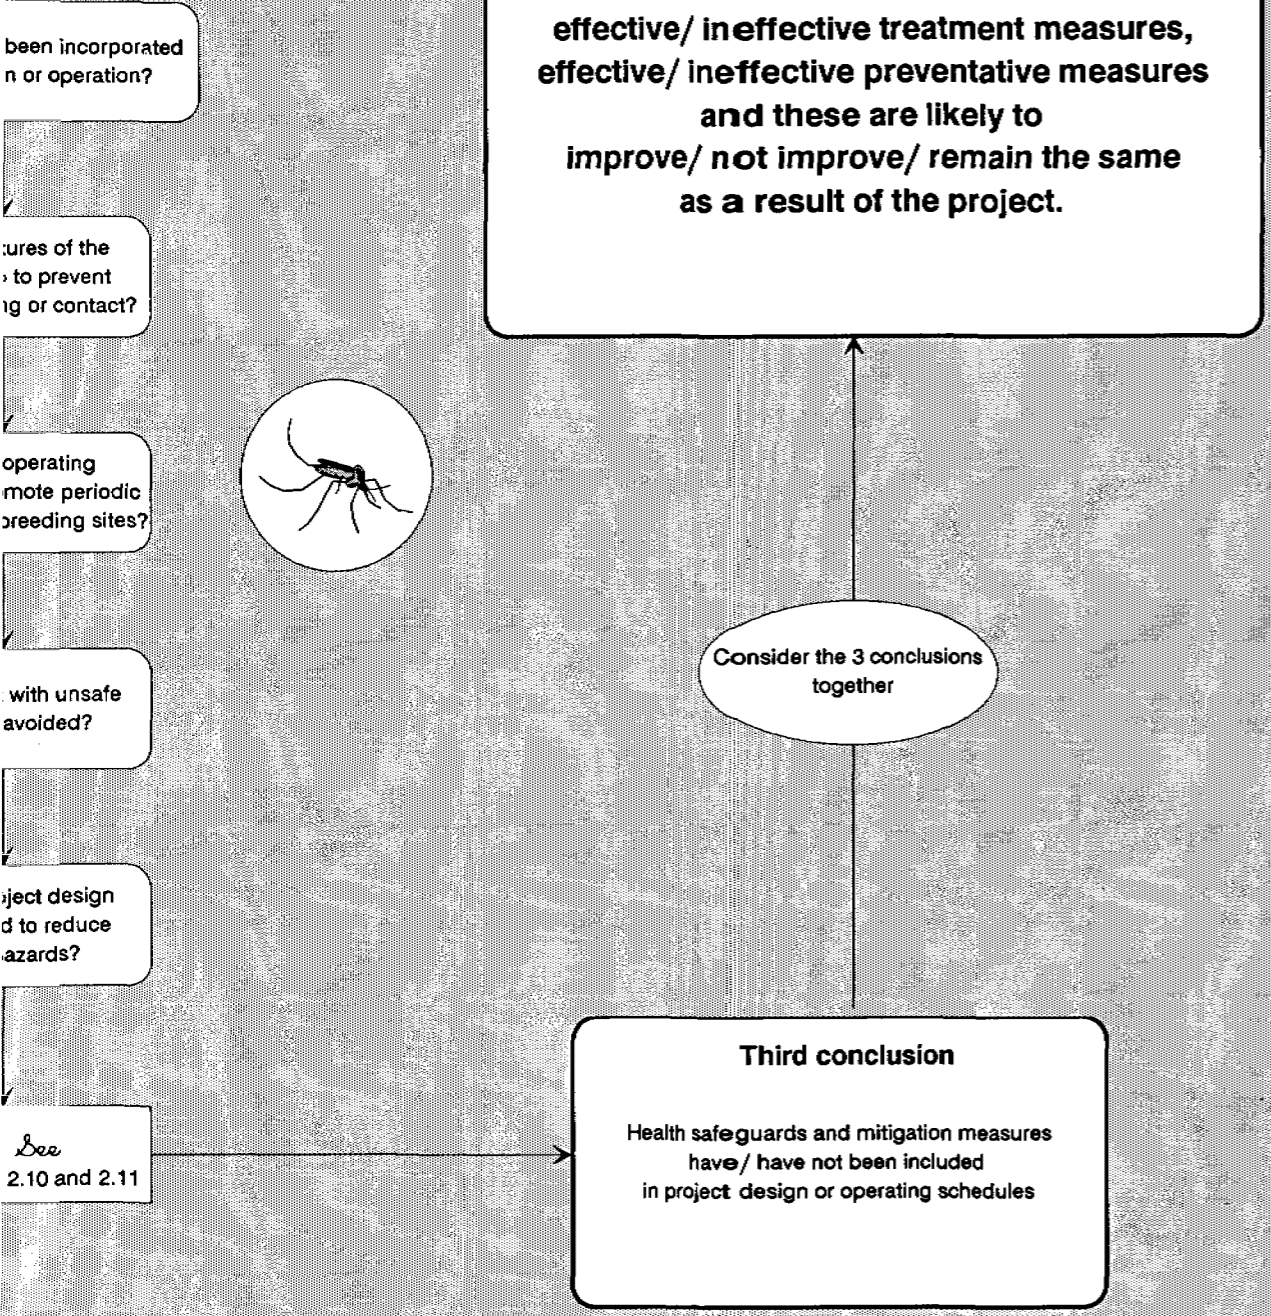 been incorporated
n or operation?
tures of the
to prevent
ng or contact?
operating
mote periodic
breeding sites?
with unsafe
avoided?
ject design
d to reduce
azards?
See
2.10 and 2.11
effective/ ineffective treatment measures,
effective/ ineffective preventative measures
and these are likely to
improve/ not improve/ remain the same
as a result of the project.
Consider the 3 conclusions
together
Third conclusion
Health safeguards and mitigation measures
have/ have not been included
in project design or operating schedules